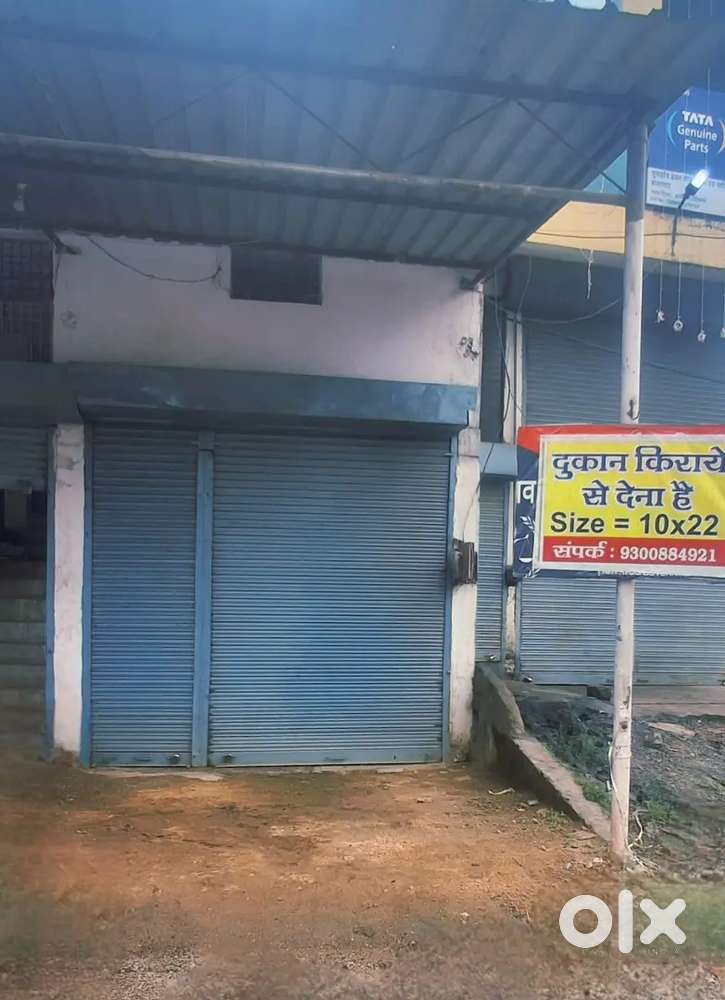 TATA
Genuine
Parts
दुकान किराये
से देना है
Size = 10x22
संपर्क : 9300884921
olx